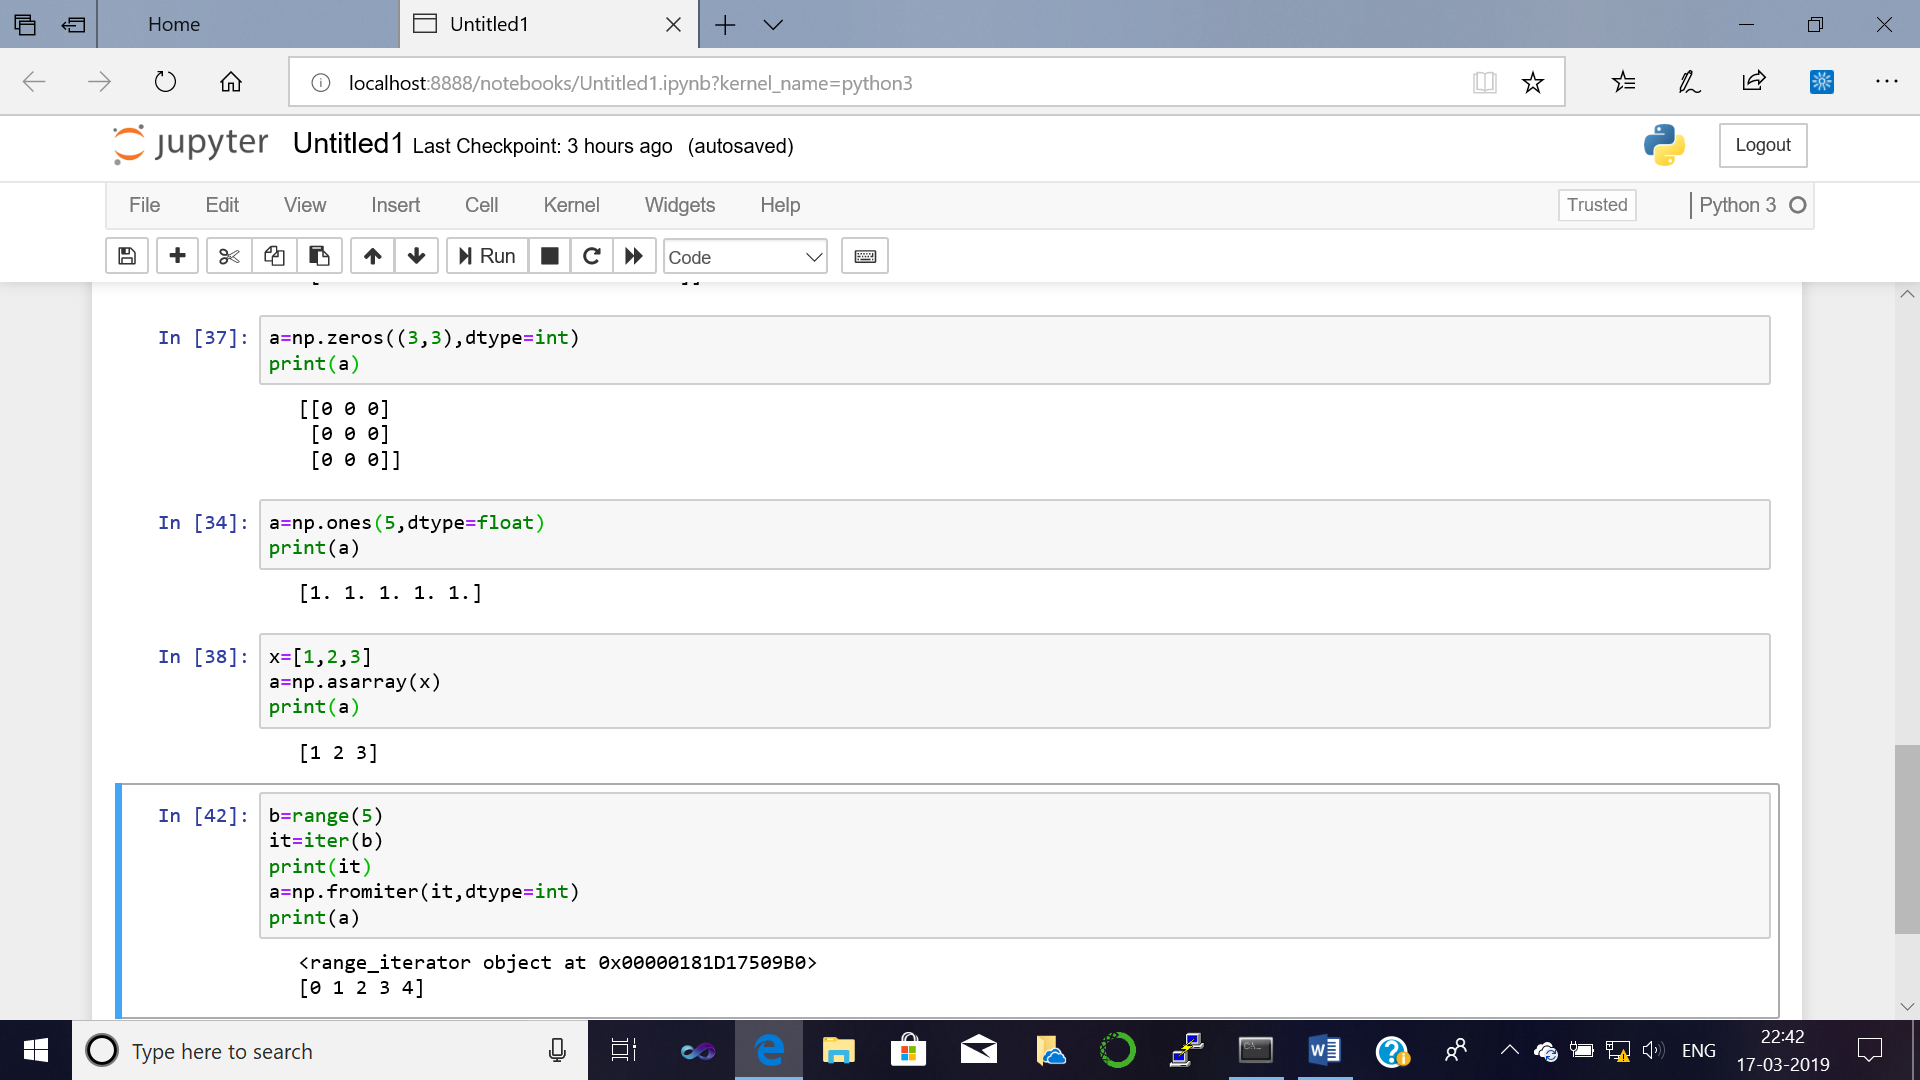 Home
Untitled1
localhost:8888/notebooks/Untitled1.ipynb?kernel_name=python3
jupyter Untitled1 Last Checkpoint: 3 hours ago (autosaved)
Logout
File Edit View Insert Cell Kernel Widgets Help
Trusted
Python 3
Run
Code
In [37]:
a=np.zeros((3,3),dtype=int)
print(a)
[[0 0 0]
 [0 0 0]
 [0 0 0]]
In [34]:
a=np.ones(5,dtype=float)
print(a)
[1. 1. 1. 1. 1.]
In [38]:
x=[1,2,3]
a=np.asarray(x)
print(a)
[1 2 3]
In [42]:
b=range(5)
it=iter(b)
print(it)
a=np.fromiter(it,dtype=int)
print(a)
<range_iterator object at 0x00000181D17509B0>
[0 1 2 3 4]
Type here to search
ENG
22:42
17-03-2019